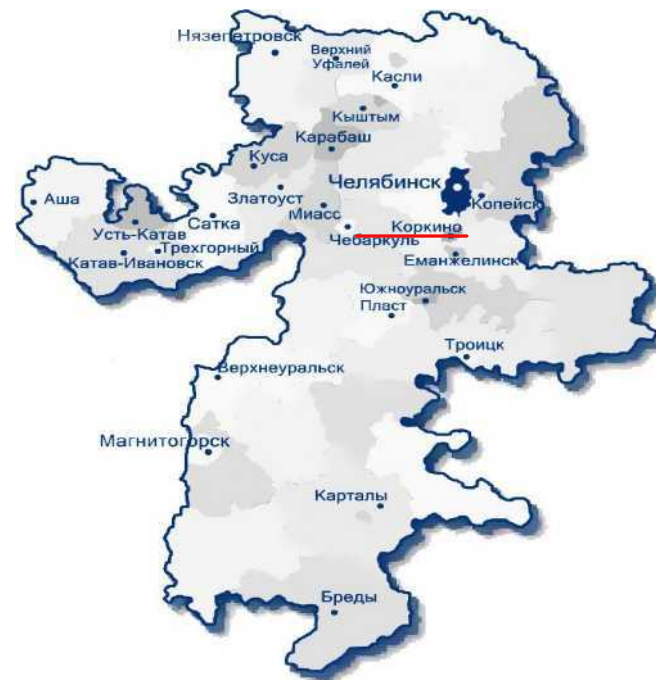 Нязепетровск
Верхний
Уфалей
Касли
Кыштым
Карабаш
Куса
Челябинск
Златоуст
Аша
Копейск
Миасс
Сатка
Усть-Катав
Коркино
Чебаркуль
Трехгорный
Катав-Ивановск
Еманжелинск
Южноуральск
Пласт
Троицк
Верхнеуральск
Магнитогорск
Карталы
Бреды